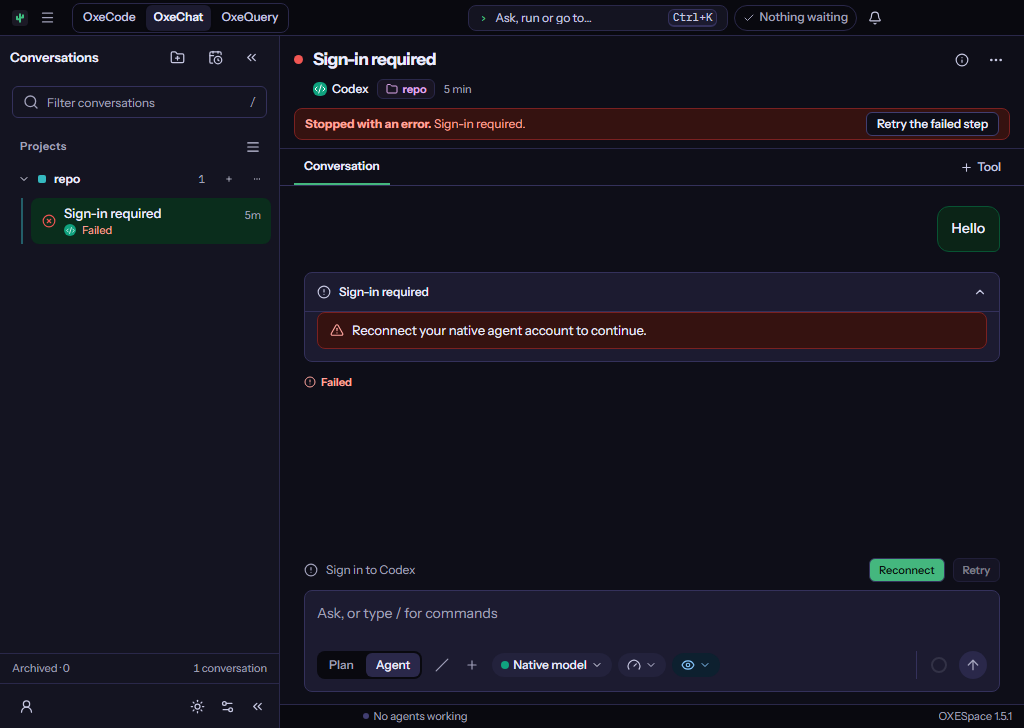 OxeCode OxeChat OxeQuery
Ask, run or go to... Ctrl+K
Nothing waiting
Conversations
Filter conversations /
Projects
repo 1
Sign-in required 5m
Failed
Archived · 0 1 conversation
Sign-in required
Codex repo 5 min
Stopped with an error. Sign-in required. Retry the failed step
Conversation Tool
Hello
Sign-in required
Reconnect your native agent account to continue.
Failed
Sign in to Codex Reconnect Retry
Ask, or type / for commands
Plan Agent Native model
No agents working OXESpace 1.5.1